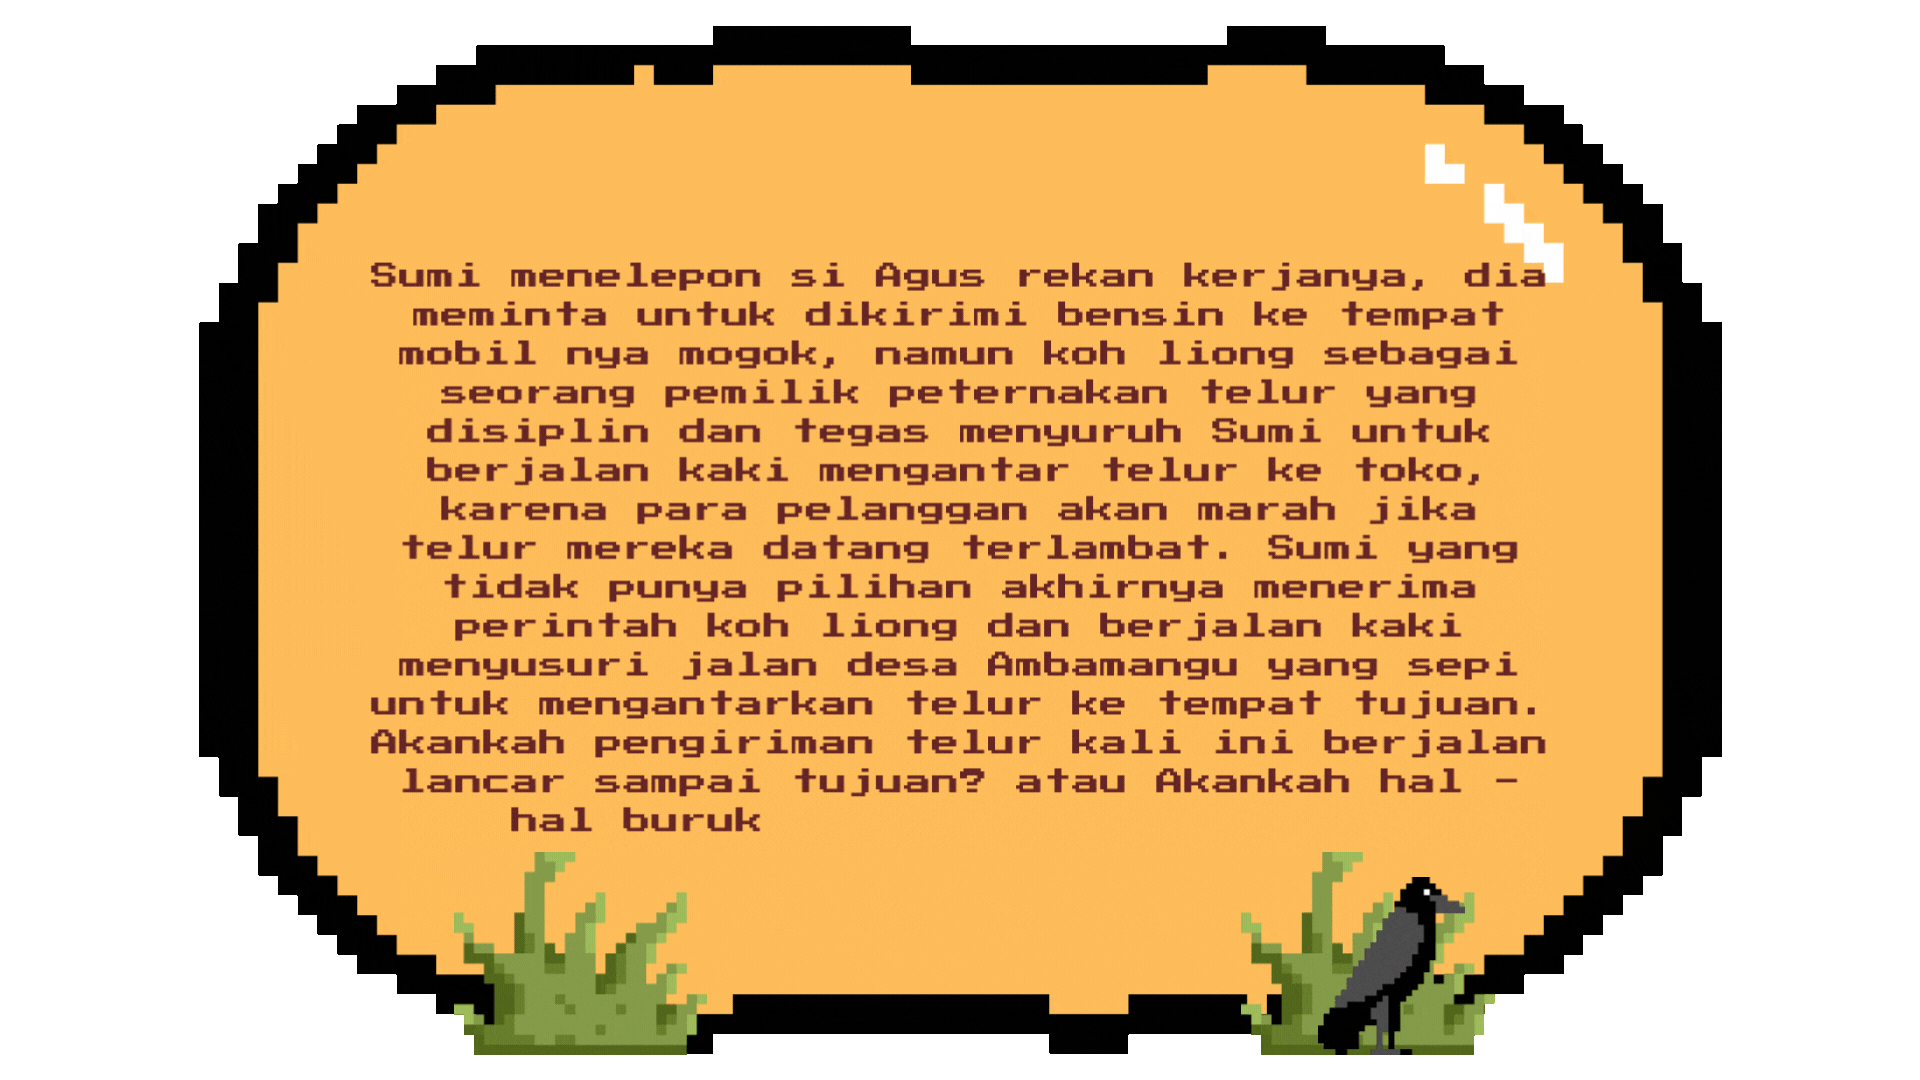 Sumi menelepon si Agus rekan kerjanya, dia
meminta untuk dikirimi bensin ke tempat
mobil nya mogok, namun koh liong sebagai
seorang pemilik peternakan telur yang
disiplin dan tegas menyuruh Sumi untuk
berjalan kaki mengantar telur ke toko,
karena para pelanggan akan marah jika
telur mereka datang terlambat. Sumi yang
tidak punya pilihan akhirnya menerima
perintah koh liong dan berjalan kaki
menyusuri jalan desa Ambamangu yang sepi
untuk mengantarkan telur ke tempat tujuan.
Akankah pengiriman telur kali ini berjalan
lancar sampai tujuan? atau Akankah hal -
hal buruk